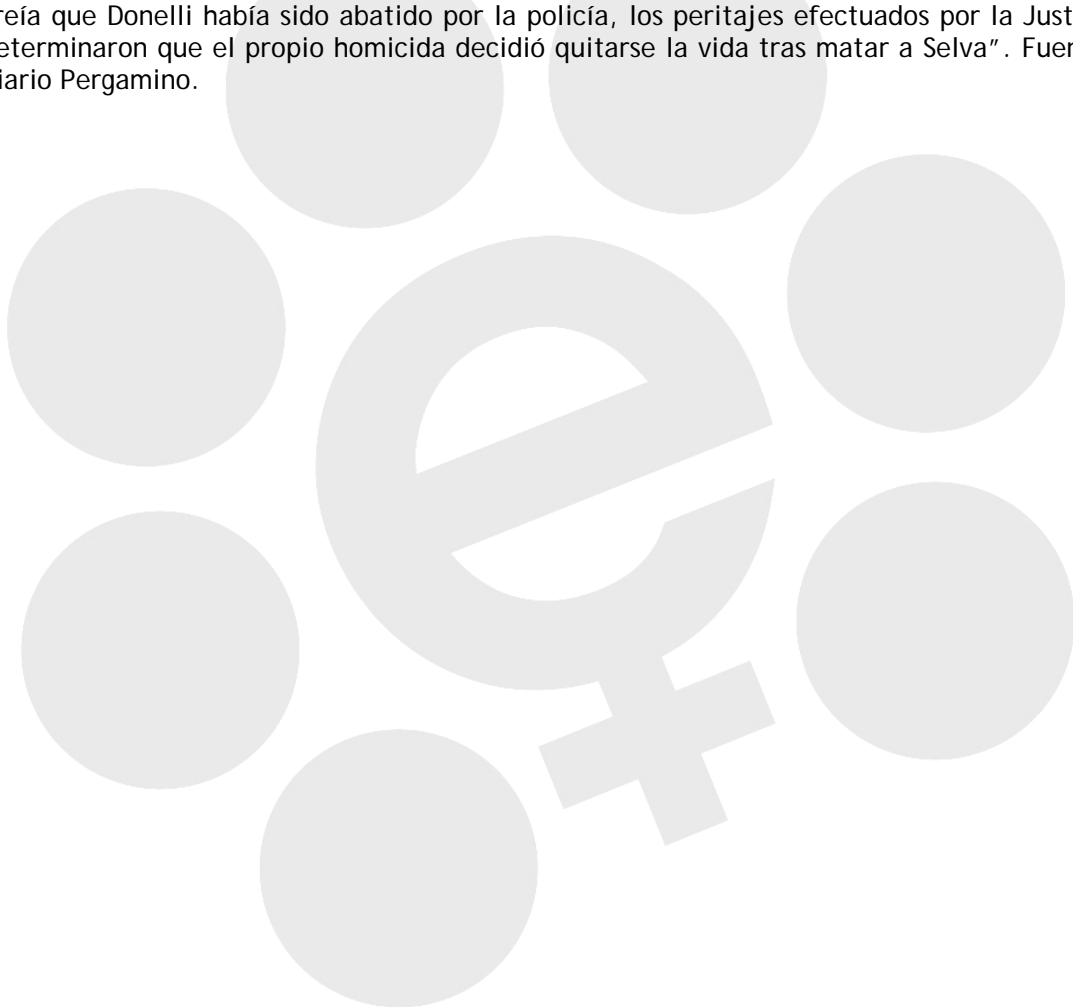 reía que Donelli había sido abatido por la policía, los peritajes efectuados por la Just
eterminaron que el propio homicida decidió quitarse la vida tras matar a Selva”. Fuer
iario Pergamino.